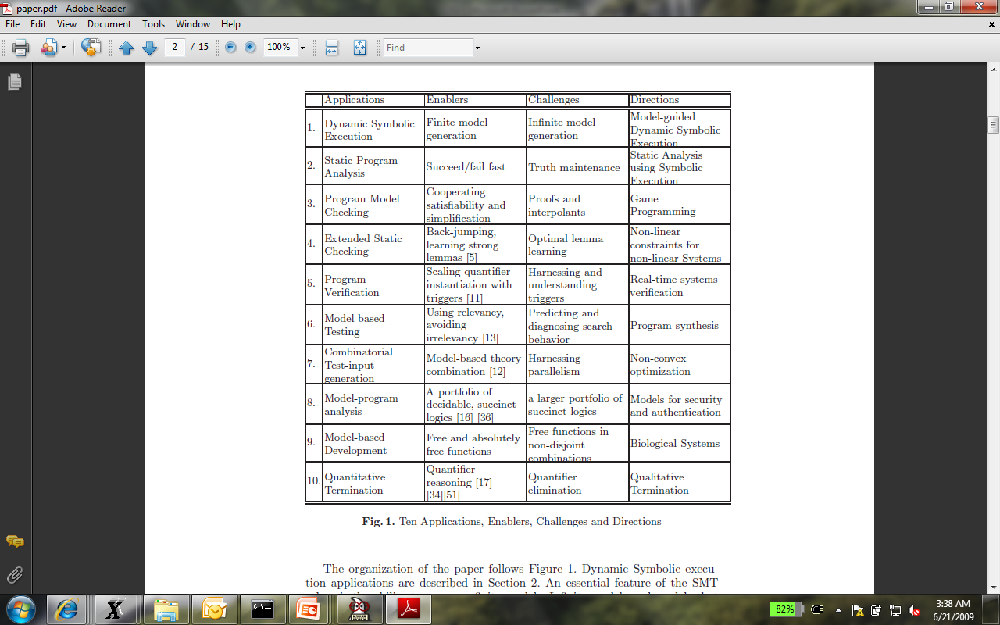 paper.pdf - Adobe Reader
File Edit View Document Tools Window Help
2 / 15 100% Find
Applications Enablers Challenges Directions
1. Dynamic Symbolic Execution Finite model generation Infinite model generation Model-guided Dynamic Symbolic Execution
2. Static Program Analysis Succeed/fail fast Truth maintenance Static Analysis using Symbolic Execution
3. Program Model Checking Cooperating satisfiability and simplification Proofs and interpolants Game Programming
4. Extended Static Checking Back-jumping, learning strong lemmas [5] Optimal lemma learning Non-linear constraints for non-linear Systems
5. Program Verification Scaling quantifier instantiation with triggers [11] Harnessing and understanding triggers Real-time systems verification
6. Model-based Testing Using relevancy, avoiding irrelevancy [13] Predicting and diagnosing search behavior Program synthesis
7. Combinatorial Test-input generation Model-based theory combination [12] Harnessing parallelism Non-convex optimization
8. Model-program analysis A portfolio of decidable, succinct logics [16] [36] a larger portfolio of succinct logics Models for security and authentication
9. Model-based Development Free and absolutely free functions Free functions in non-disjoint combinations Biological Systems
10. Quantitative Termination Quantifier reasoning [17] [34][51] Quantifier elimination Qualitative Termination
Fig. 1. Ten Applications, Enablers, Challenges and Directions
The organization of the paper follows Figure 1. Dynamic Symbolic execu-
tion applications are described in Section 2. An essential feature of the SMT
82%
3:38 AM
6/21/2009